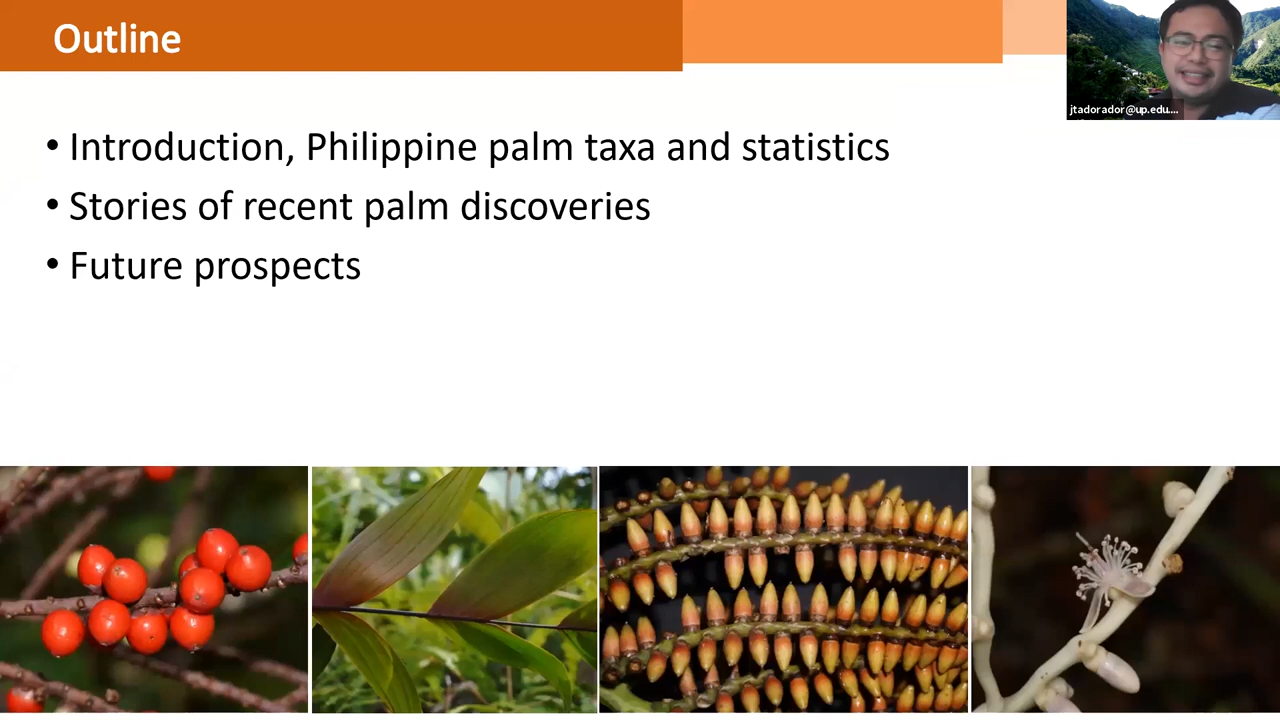 Outline
jtadorador@up.edu....
• Introduction, Philippine palm taxa and statistics
• Stories of recent palm discoveries
• Future prospects